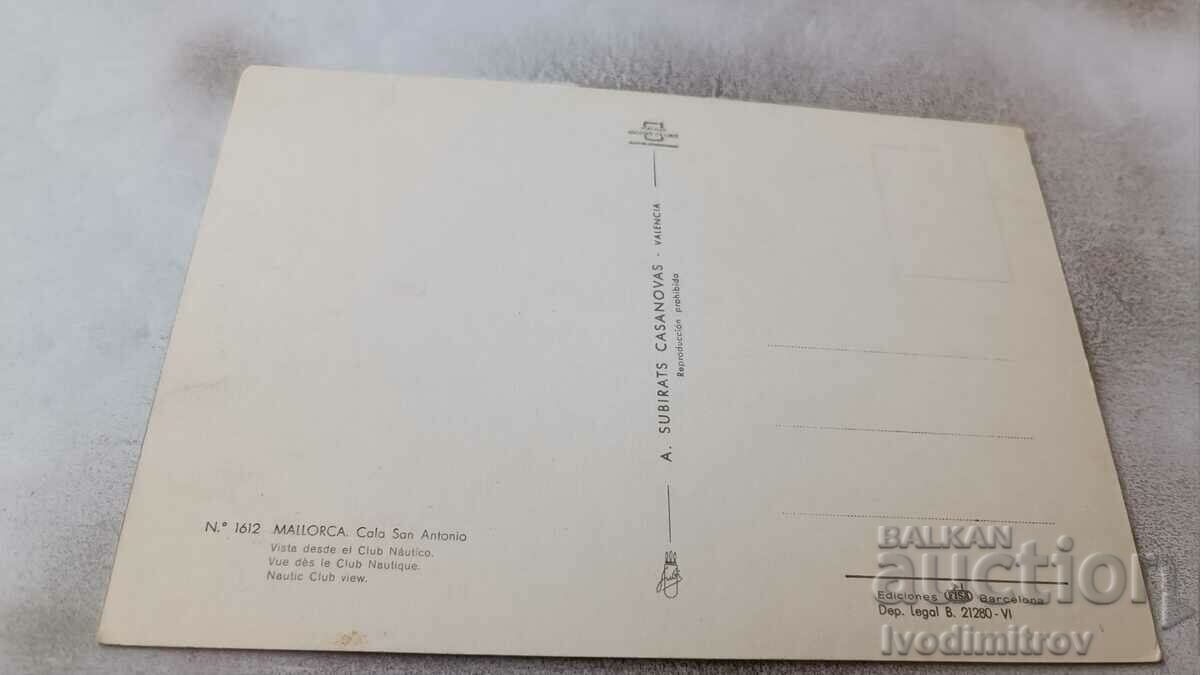 N.º 1612 MALLORCA. Cala San Antonio
Vista desde el Club Náutico.
Vue dès le Club Nautique.
Nautic Club view.
A. SUBIRATS CASANOVAS - VALENCIA
Reproducción prohibida
Ediciones Barcelona
Dep. Legal B. 21280-VI
BALKAN
auction
Ivodimitrov